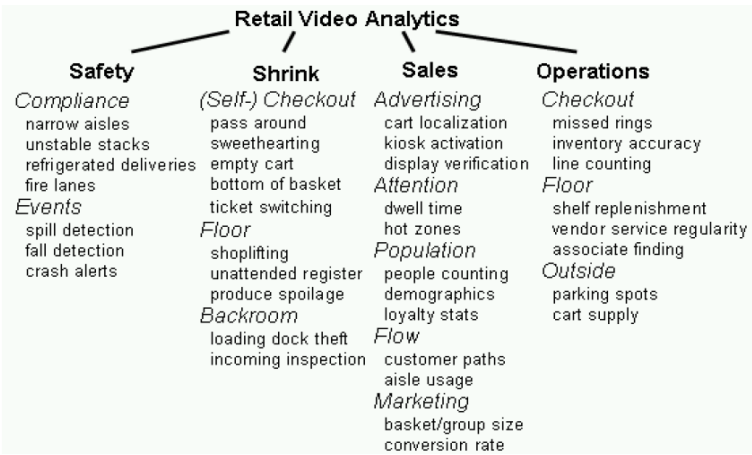 Retail Video Analytics
Safety
Compliance
narrow aisles
unstable stacks
refrigerated deliveries
fire lanes
Events
spill detection
fall detection
crash alerts
Shrink
(Self-) Checkout
pass around
sweethearting
empty cart
bottom of basket
ticket switching
Floor
shoplifting
unattended register
produce spoilage
Backroom
loading dock theft
incoming inspection
Sales
Advertising
cart localization
kiosk activation
display verification
Attention
dwell time
hot zones
Population
people counting
demographics
loyalty stats
Flow
customer paths
aisle usage
Marketing
basket/group size
conversion rate
Operations
Checkout
missed rings
inventory accuracy
line counting
Floor
shelf replenishment
vendor service regularity
associate finding
Outside
parking spots
cart supply